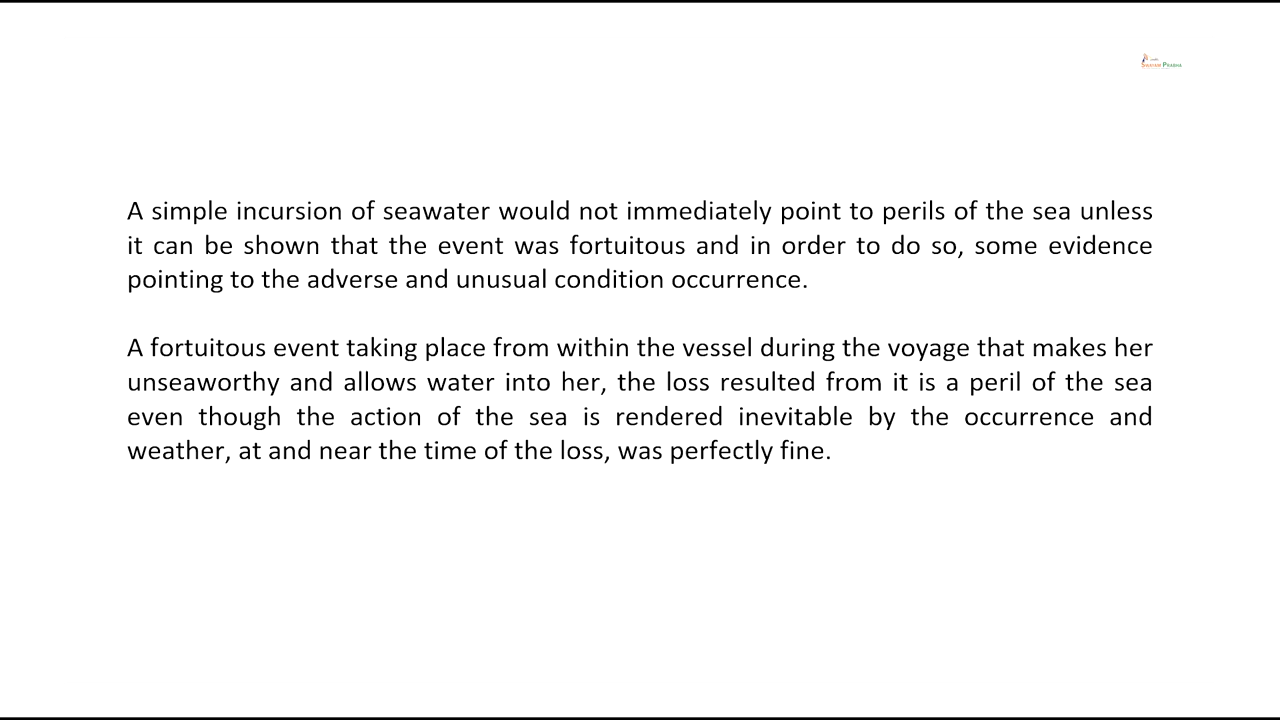 SWAYAM PRABHA
A simple incursion of seawater would not immediately point to perils of the sea unless
it can be shown that the event was fortuitous and in order to do so, some evidence
pointing to the adverse and unusual condition occurrence.
A fortuitous event taking place from within the vessel during the voyage that makes her
unseaworthy and allows water into her, the loss resulted from it is a peril of the sea
even though the action of the sea is rendered inevitable by the occurrence and
weather, at and near the time of the loss, was perfectly fine.